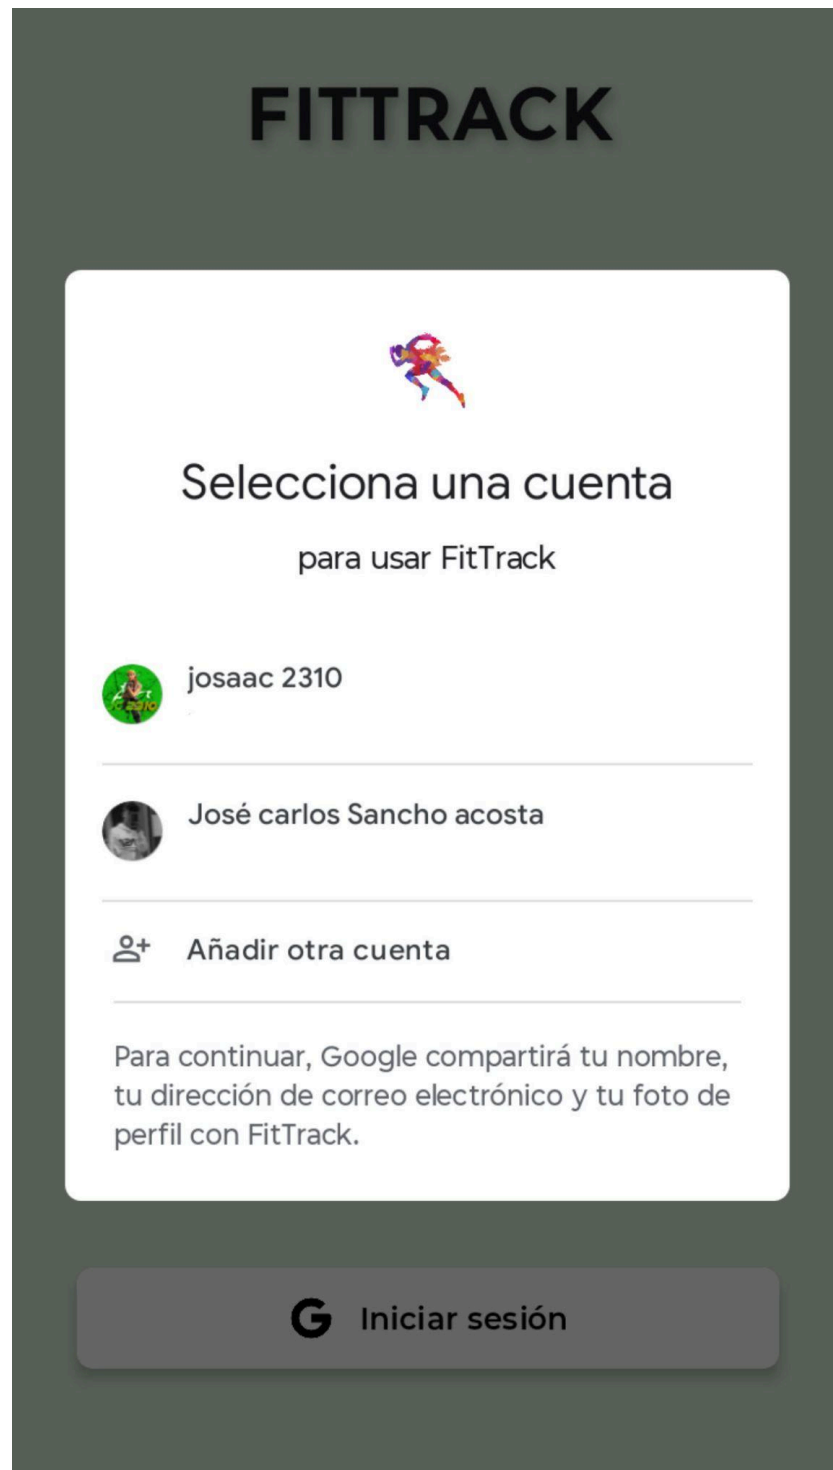 FITTRACK
Selecciona una cuenta
para usar FitTrack
josaac 2310
José carlos Sancho acosta
Añadir otra cuenta
Para continuar, Google compartirá tu nombre,
tu dirección de correo electrónico y tu foto de
perfil con FitTrack.
G Iniciar sesión